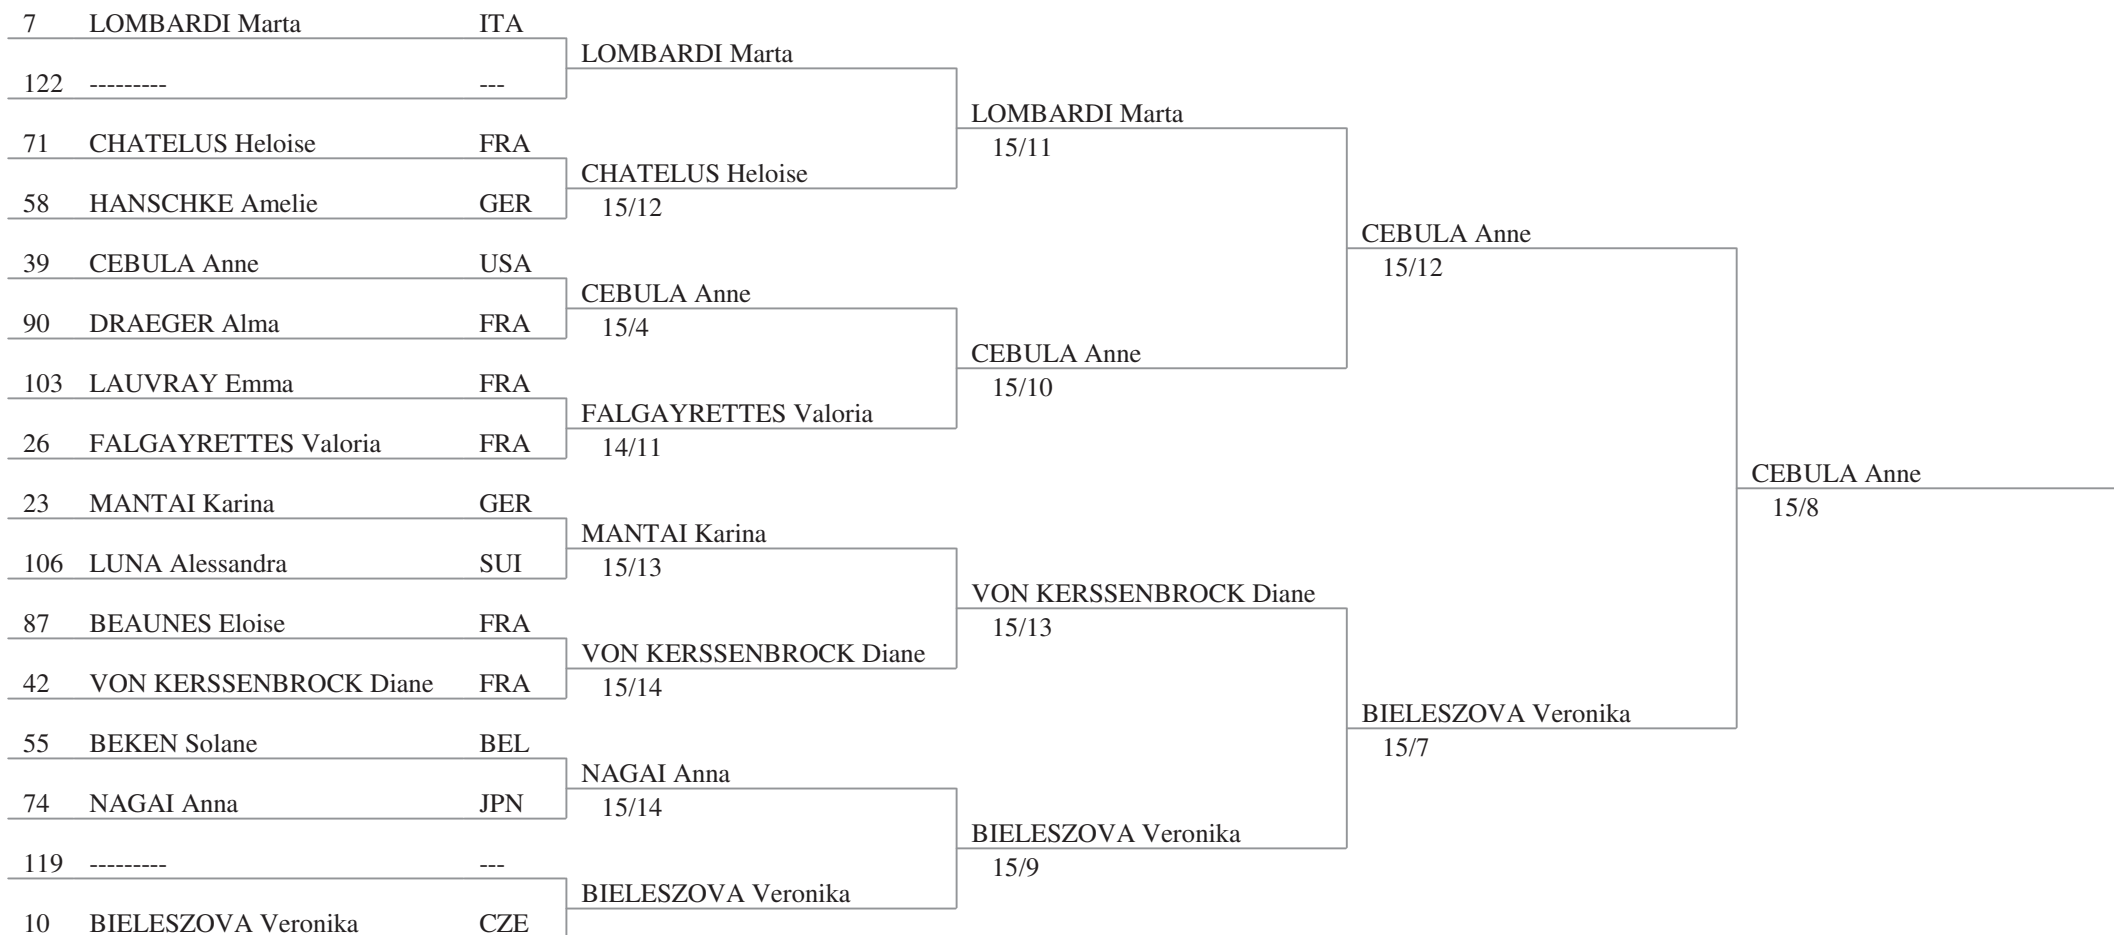 7 LOMBARDI Marta ITA
122 --------- ---
71 CHATELUS Heloise FRA
58 HANSCHKE Amelie GER
39 CEBULA Anne USA
90 DRAEGER Alma FRA
103 LAUVRAY Emma FRA
26 FALGAYRETTES Valoria FRA
23 MANTAI Karina GER
106 LUNA Alessandra SUI
87 BEAUNES Eloise FRA
42 VON KERSSENBROCK Diane FRA
55 BEKEN Solane BEL
74 NAGAI Anna JPN
119 --------- ---
10 BIELESZOVA Veronika CZE
LOMBARDI Marta
CHATELUS Heloise
15/12
CEBULA Anne
15/4
FALGAYRETTES Valoria
14/11
MANTAI Karina
15/13
VON KERSSENBROCK Diane
15/14
NAGAI Anna
15/14
BIELESZOVA Veronika
LOMBARDI Marta
15/11
CEBULA Anne
15/10
VON KERSSENBROCK Diane
15/13
BIELESZOVA Veronika
15/9
CEBULA Anne
15/12
BIELESZOVA Veronika
15/7
CEBULA Anne
15/8